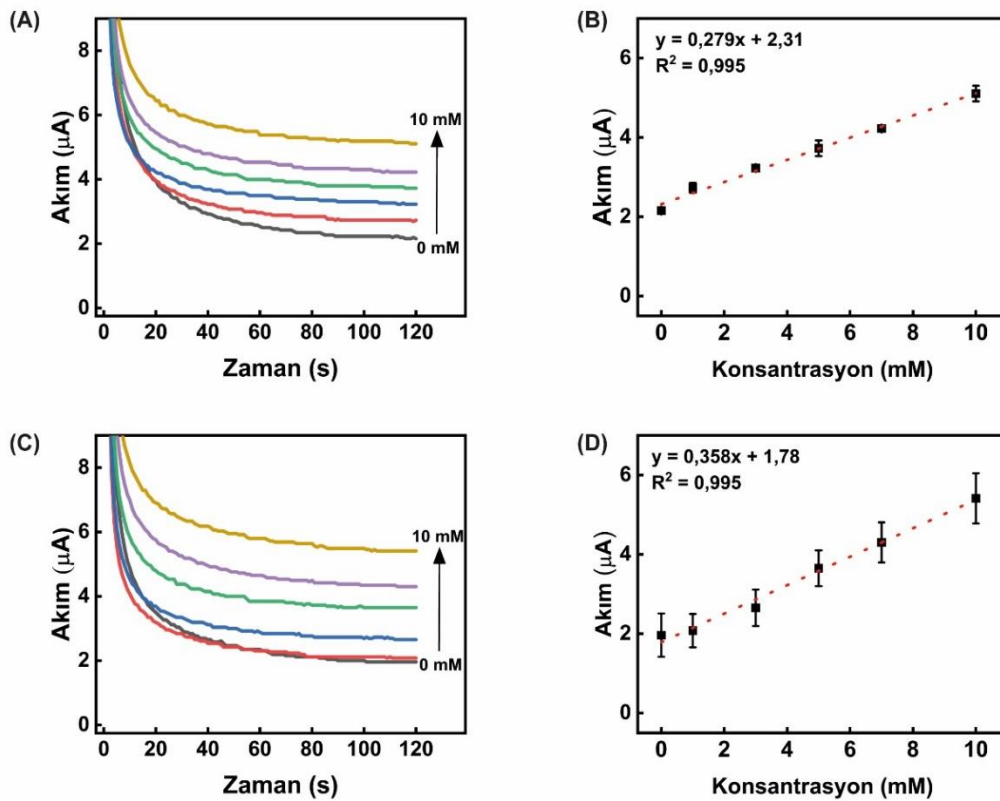 (A)
8
6
4
2
0
Akım (μA)
10 mM
0 mM
0 20 40 60 80 100 120
Zaman (s)
(B)
y = 0,279x + 2,31
R² = 0,995
6
4
2
0
Akım (μA)
0 2 4 6 8 10
Konsantrasyon (mM)
(C)
8
6
4
2
0
Akım (μA)
10 mM
0 mM
0 20 40 60 80 100 120
Zaman (s)
(D)
y = 0,358x + 1,78
R² = 0,995
6
4
2
0
Akım (μA)
0 2 4 6 8 10
Konsantrasyon (mM)